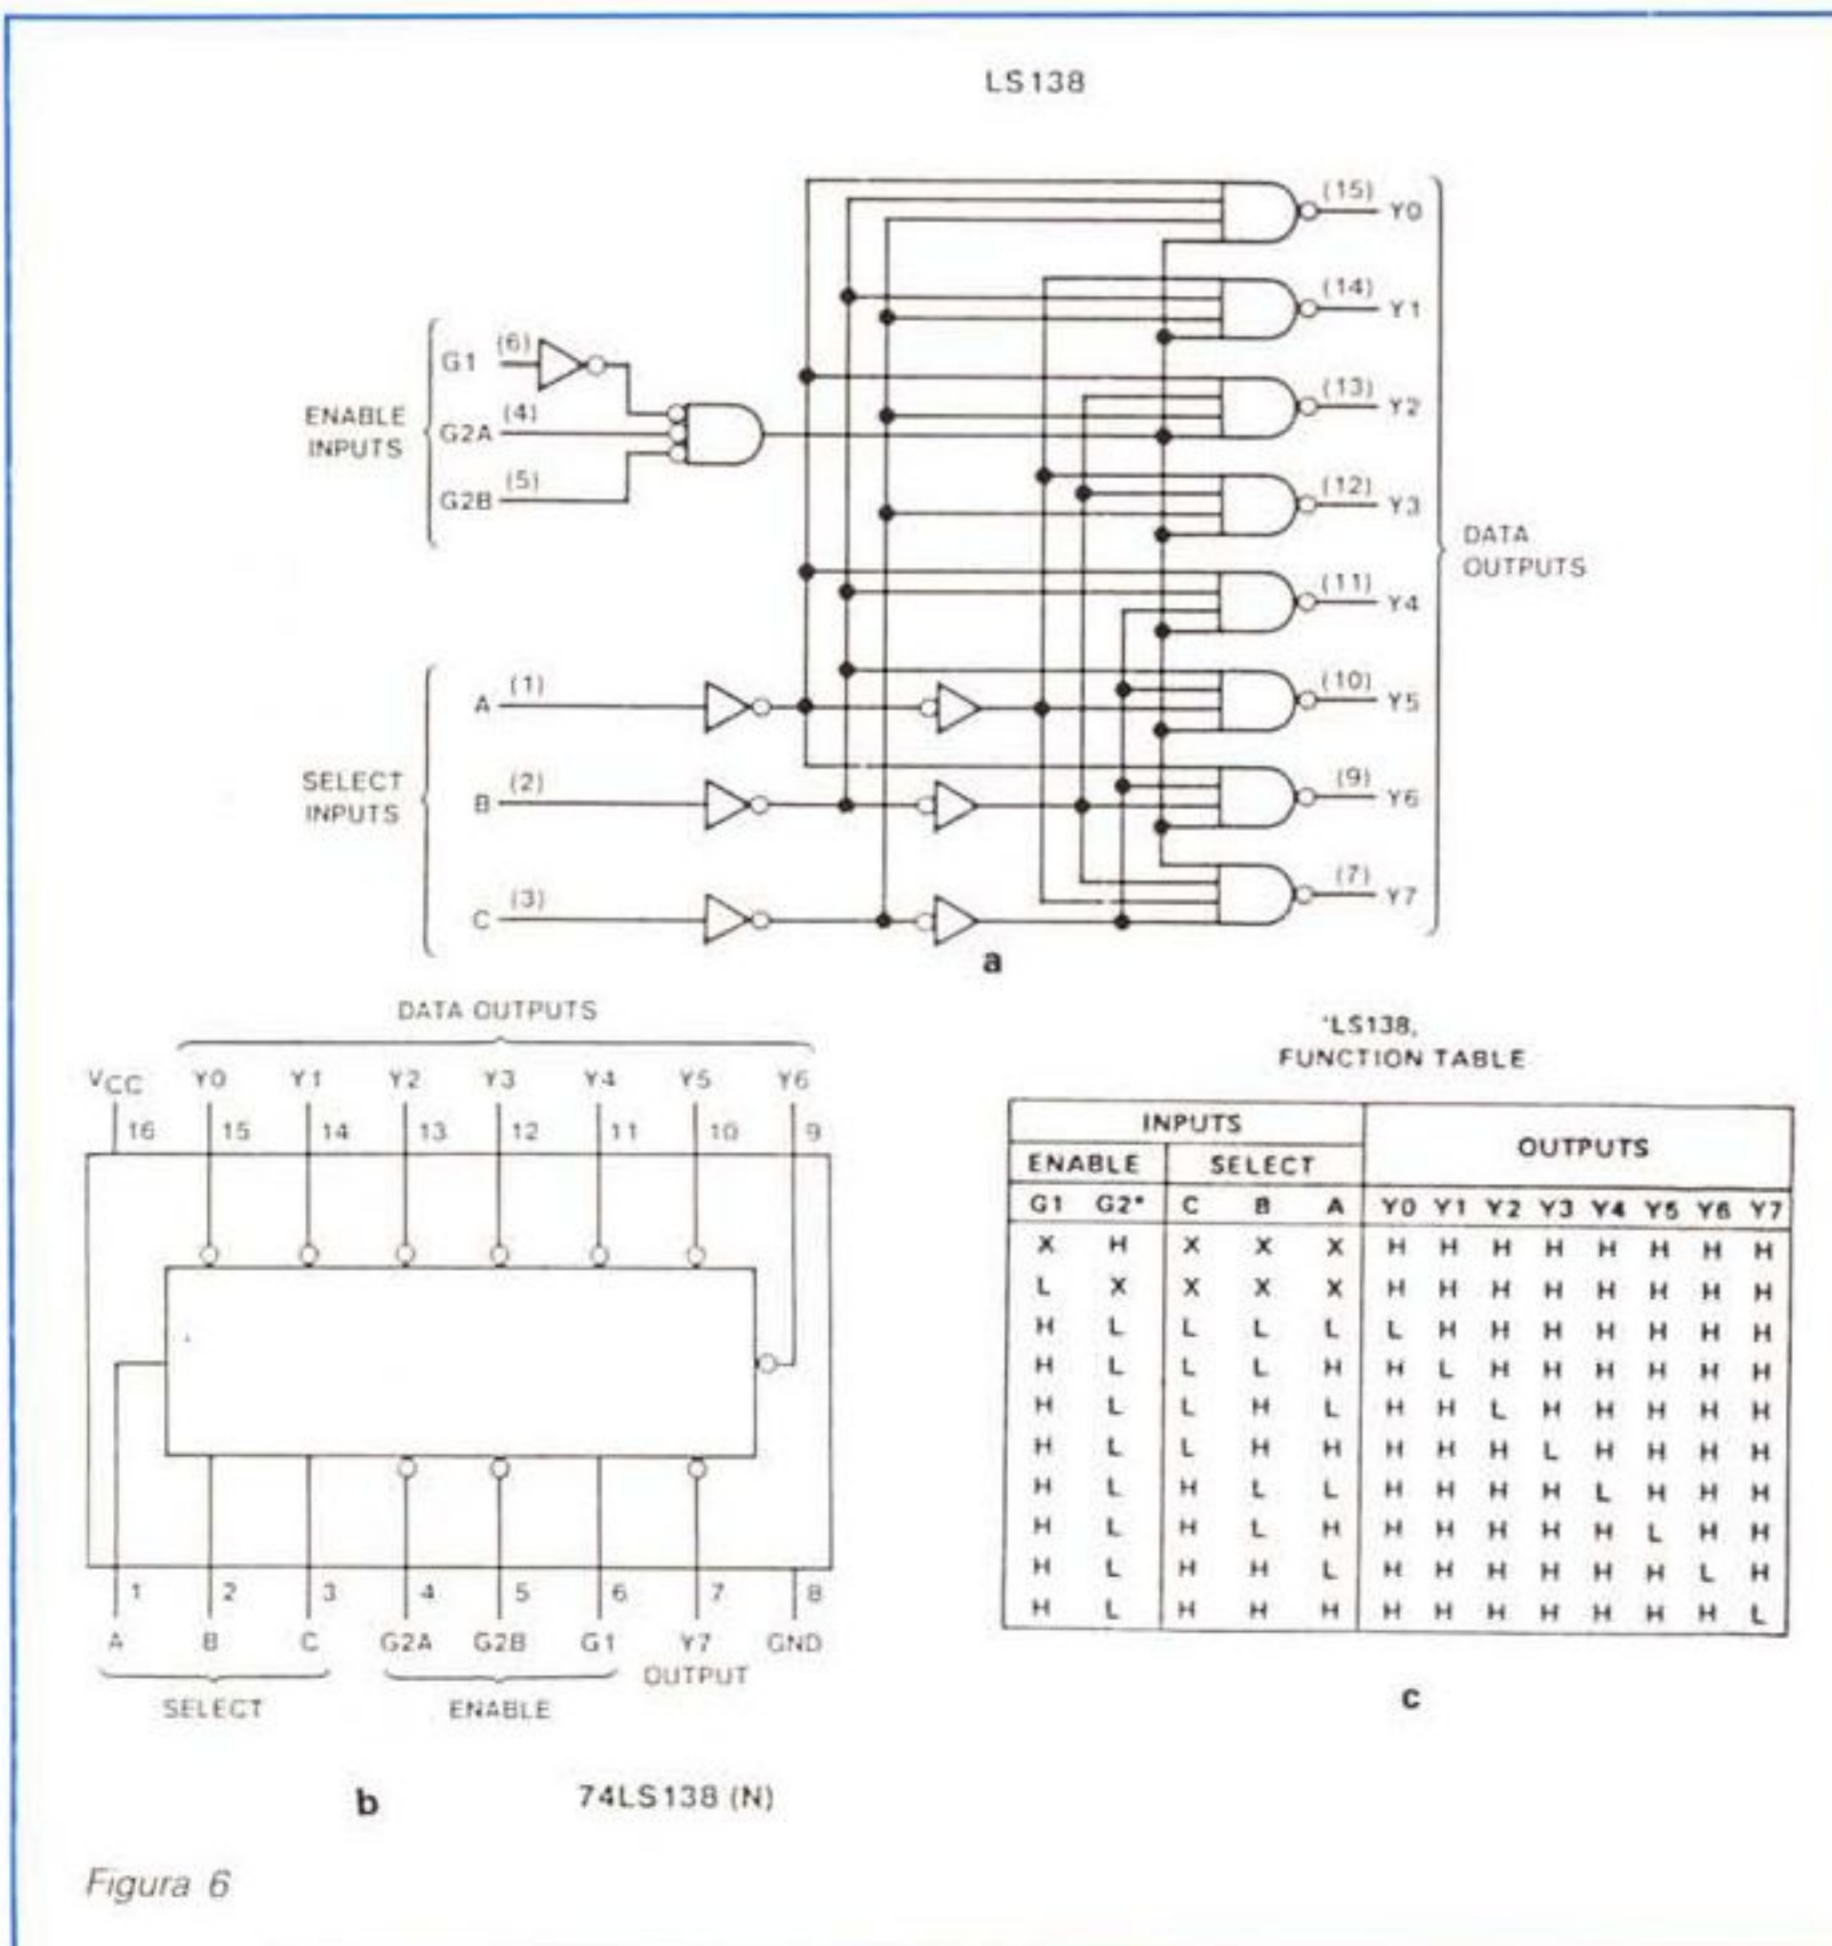 LS138
(15) Y0
(14) Y1
(13) Y2
(12) Y3
(11) Y4
(10) Y5
(9) Y6
(7) Y7
DATA
OUTPUTS
ENABLE
INPUTS
G1 (6)
G2A (4)
G2B (5)
SELECT
INPUTS
A (1)
B (2)
C (3)
a
DATA OUTPUTS
VCC Y0 Y1 Y2 Y3 Y4 Y5 Y6
16 15 14 13 12 11 10 9
1 2 3 4 5 6 7 8
A B C G2A G2B G1 Y7 GND
OUTPUT
SELECT ENABLE
b 74LS138 (N)
'LS138,
FUNCTION TABLE
INPUTS OUTPUTS
ENABLE SELECT
G1 G2* C B A Y0 Y1 Y2 Y3 Y4 Y5 Y6 Y7
X H X X X H H H H H H H H
L X X X X H H H H H H H H
H L L L L L H H H H H H H
H L L L H H L H H H H H H
H L L H L H H L H H H H H
H L L H H H H H L H H H H
H L H L L H H H H L H H H
H L H L H H H H H H L H H
H L H H L H H H H H H L H
H L H H H H H H H H H H L
c
Figura 6